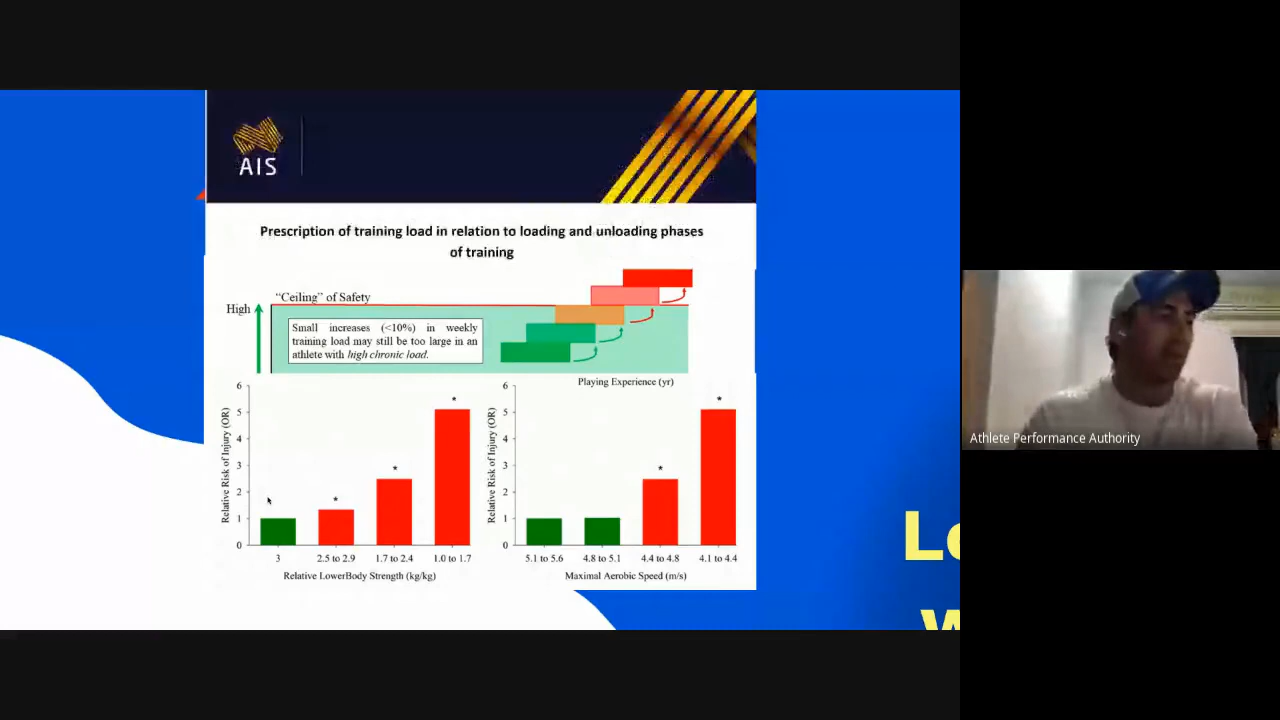 AIS
Prescription of training load in relation to loading and unloading phases
of training
“Ceiling” of Safety
High
Small increases (<10%) in weekly
training load may still be too large in an
athlete with high chronic load.
Playing Experience (yr)
6
5
4
3
2
1
0
Relative Risk of Injury (OR)
*
*
*
3
2.5 to 2.9
1.7 to 2.4
1.0 to 1.7
Relative LowerBody Strength (kg/kg)
6
5
4
3
2
1
0
Relative Risk of Injury (OR)
*
*
5.1 to 5.6
4.8 to 5.1
4.4 to 4.8
4.1 to 4.4
Maximal Aerobic Speed (m/s)
Athlete Performance Authority